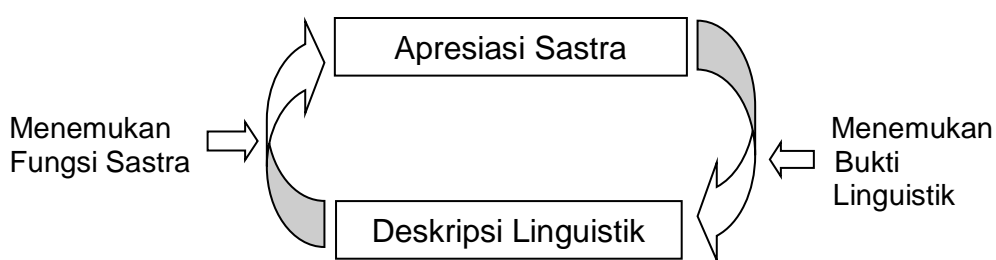 Apresiasi Sastra
Menemukan
Fungsi Sastra
Menemukan
Bukti
Linguistik
Deskripsi Linguistik